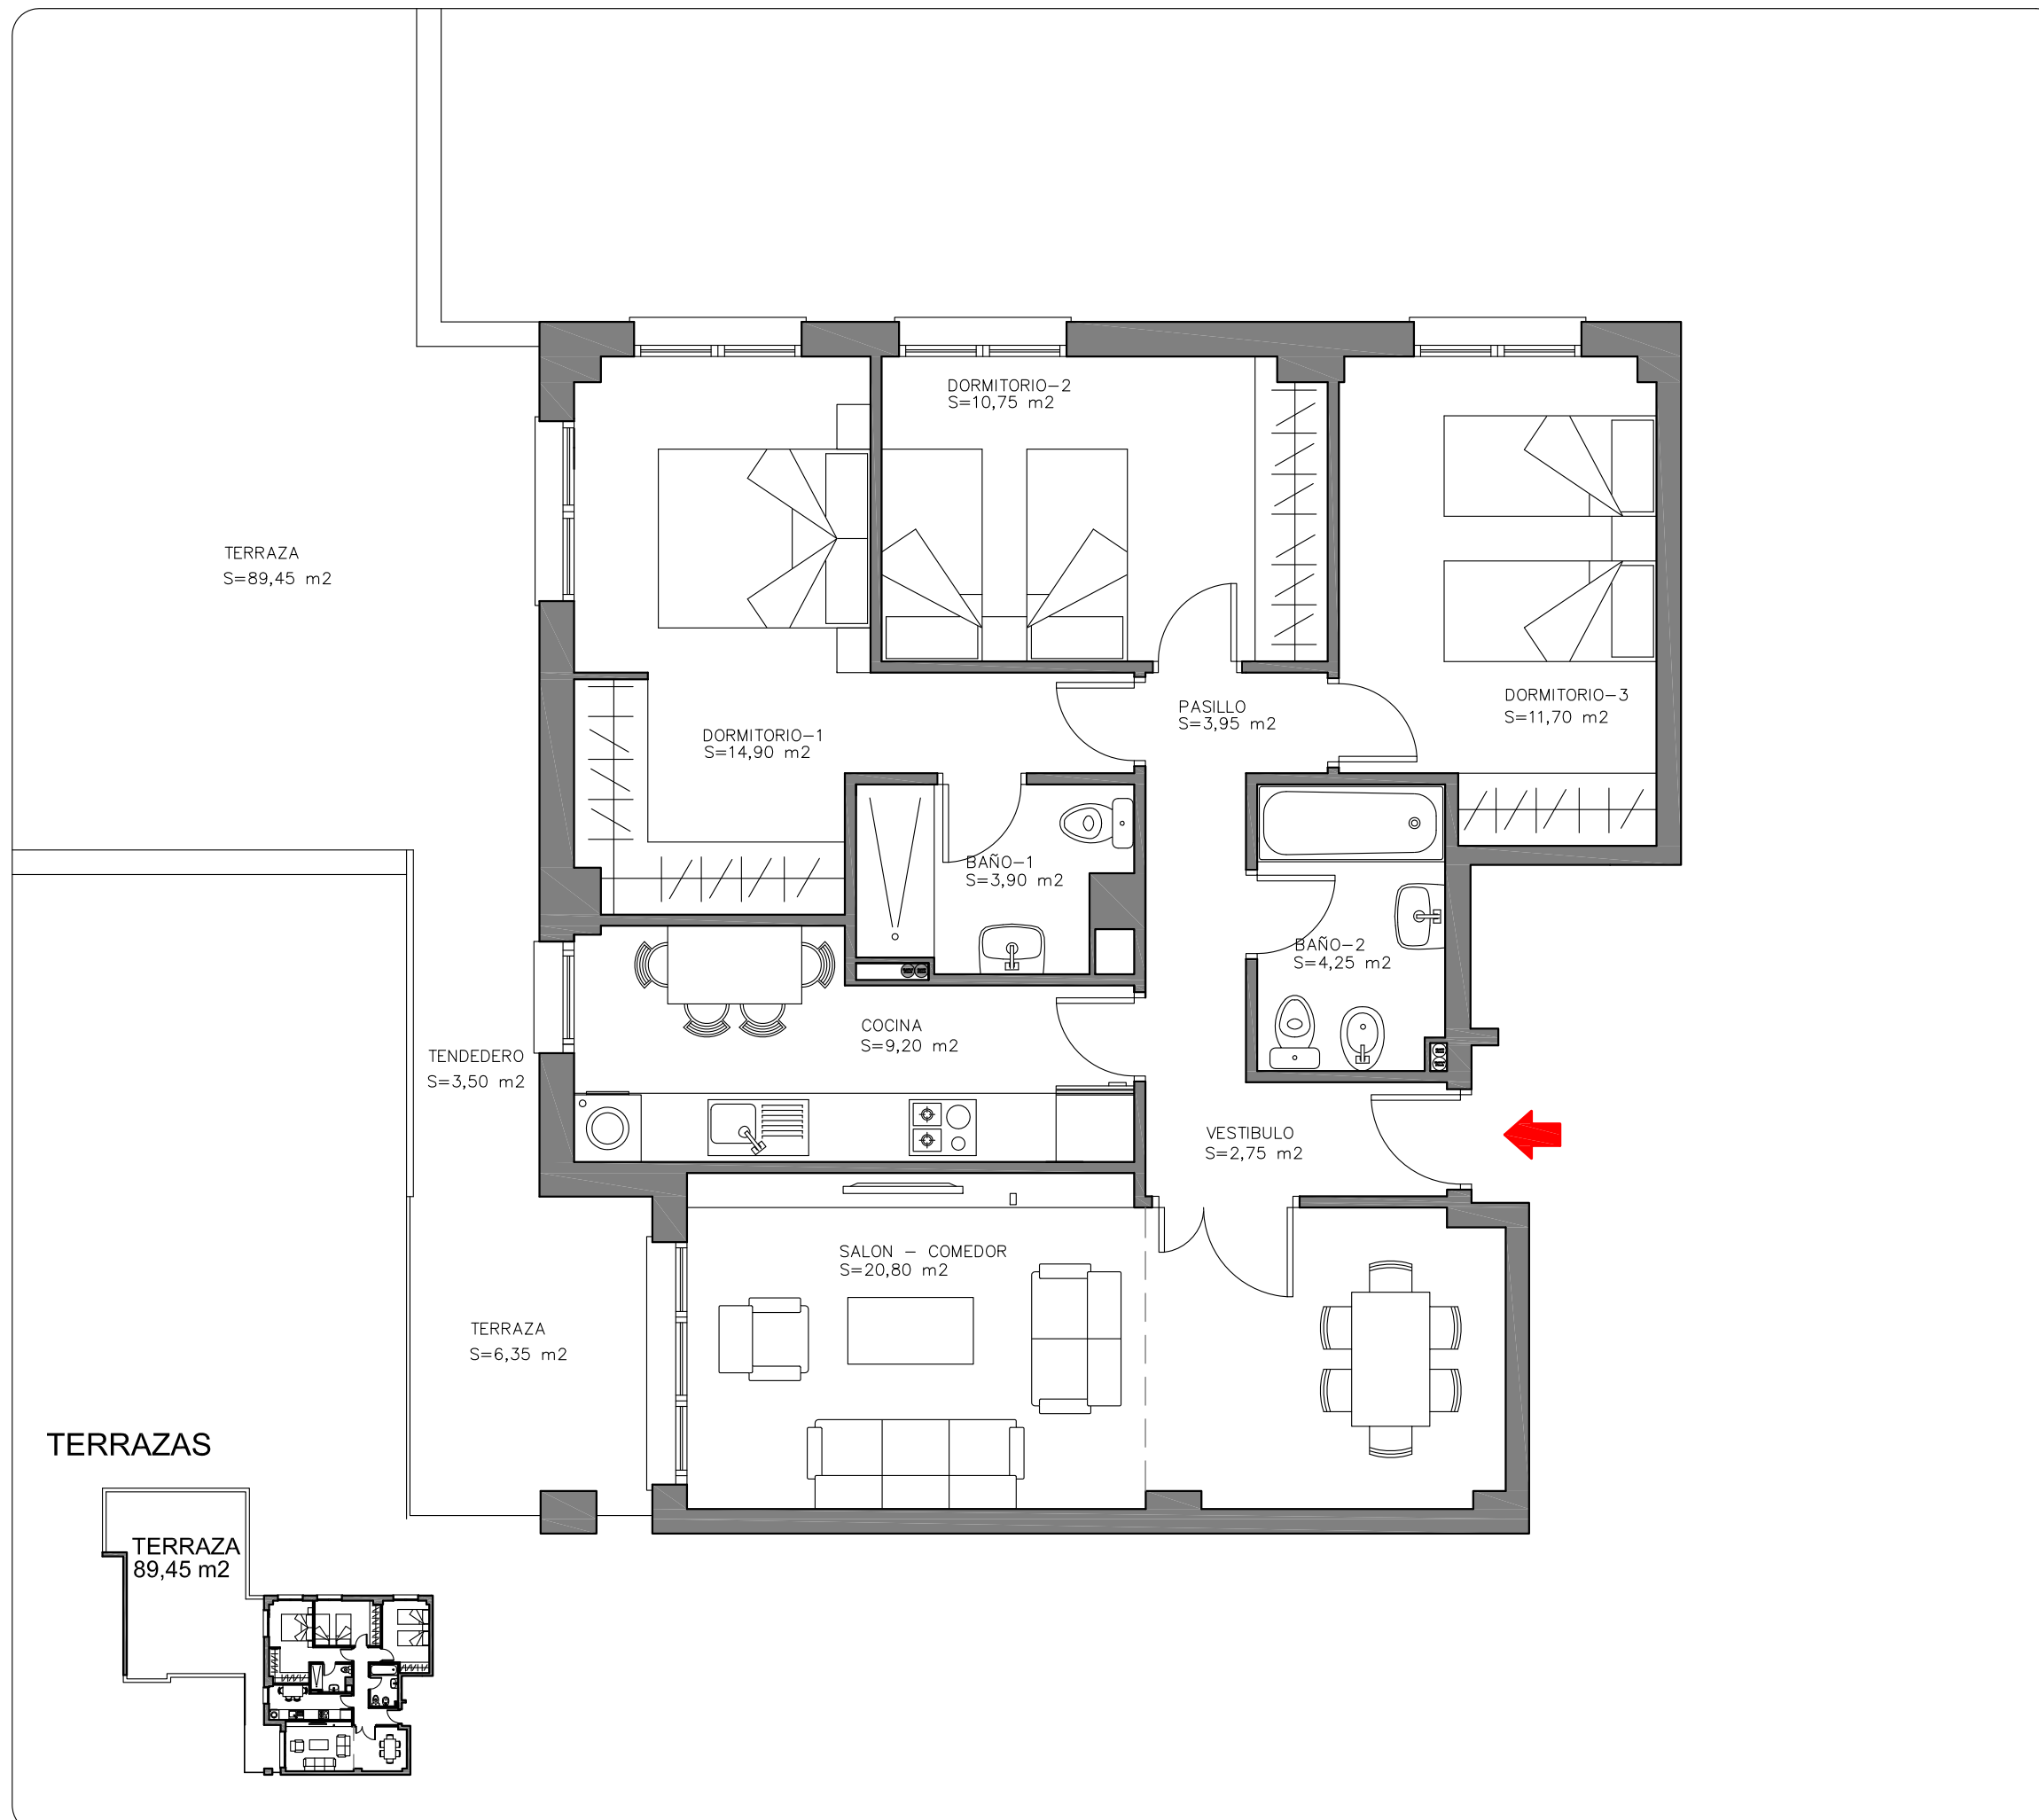 DORMITORIO-2
S=10,75 m2
TERRAZA
S=89,45 m2
DORMITORIO-3
S=11,70 m2
PASILLO
S=3,95 m2
DORMITORIO-1
S=14,90 m2
BAÑO-1
S=3,90 m2
BAÑO-2
S=4,25 m2
COCINA
S=9,20 m2
TENDEDERO
S=3,50 m2
VESTIBULO
S=2,75 m2
SALON - COMEDOR
S=20,80 m2
TERRAZA
S=6,35 m2
TERRAZAS
TERRAZA
89,45 m2